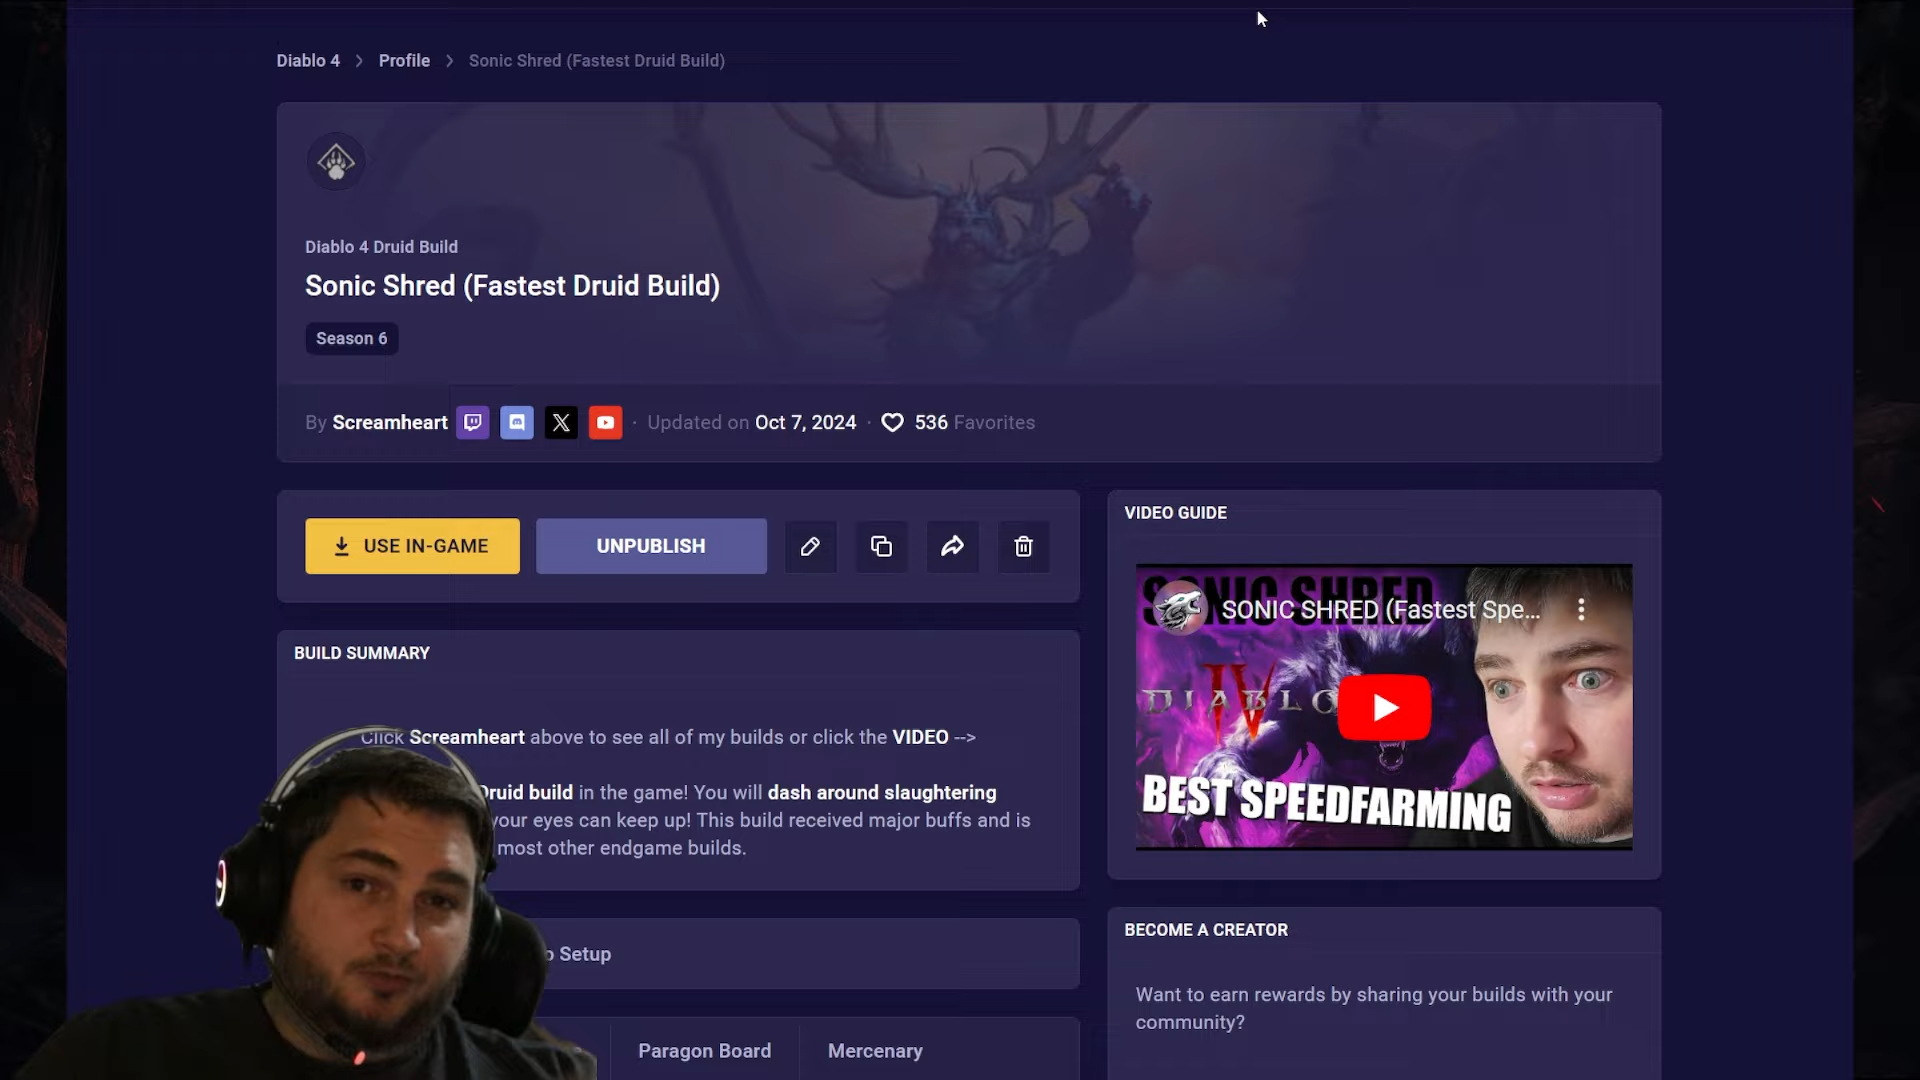 Diablo 4 > Profile > Sonic Shred (Fastest Druid Build)
Diablo 4 Druid Build
Sonic Shred (Fastest Druid Build)
Season 6
By Screamheart · Updated on Oct 7, 2024 · 536 Favorites
USE IN-GAME
UNPUBLISH
BUILD SUMMARY
Click Screamheart above to see all of my builds or click the VIDEO -->
Druid build in the game! You will dash around slaughtering
your eyes can keep up! This build received major buffs and is
most other endgame builds.
Setup
Paragon Board
Mercenary
VIDEO GUIDE
SONIC SHRED
SONIC SHRED (Fastest Spe...
DIABLO
IV
BEST SPEEDFARMING
BECOME A CREATOR
Want to earn rewards by sharing your builds with your
community?